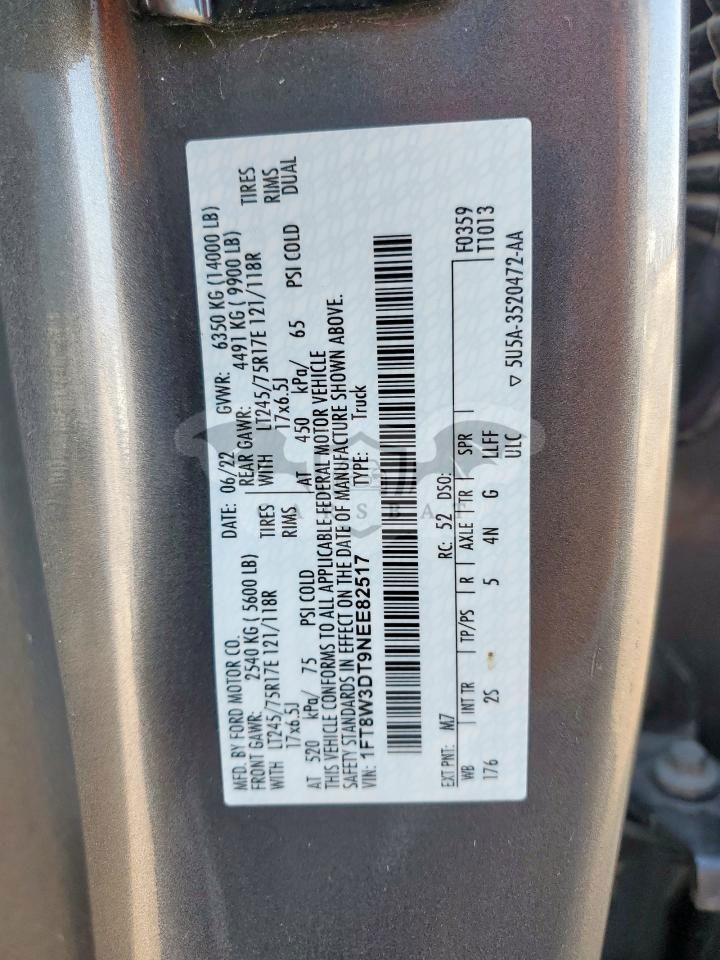 MFD. BY FORD MOTOR CO.
DATE: 06/22 GVWR: 6350 KG (14000 LB)
FRONT GAWR: 2540 KG ( 5600 LB)
REAR GAWR: 4491 KG ( 9900 LB)
WITH LT245/75R17E 121/118R TIRES
WITH LT245/75R17E 121/118R TIRES
17x6.5J RIMS
17x6.5J RIMS
AT 520 kPa/ 75 PSI COLD
AT 450 kPa/ 65 PSI COLD DUAL
THIS VEHICLE CONFORMS TO ALL APPLICABLE FEDERAL MOTOR VEHICLE
SAFETY STANDARDS IN EFFECT ON THE DATE OF MANUFACTURE SHOWN ABOVE.
VIN: 1FT8W3DT9NEE82517 TYPE: Truck
EXT PNT: M7 RC: 52 DSO: F0359
WB INT TR TP/PS R AXLE TR SPR T1013
176 2S 5 4N G LLFF
ULC
▽ 5U5A-3520472-AA